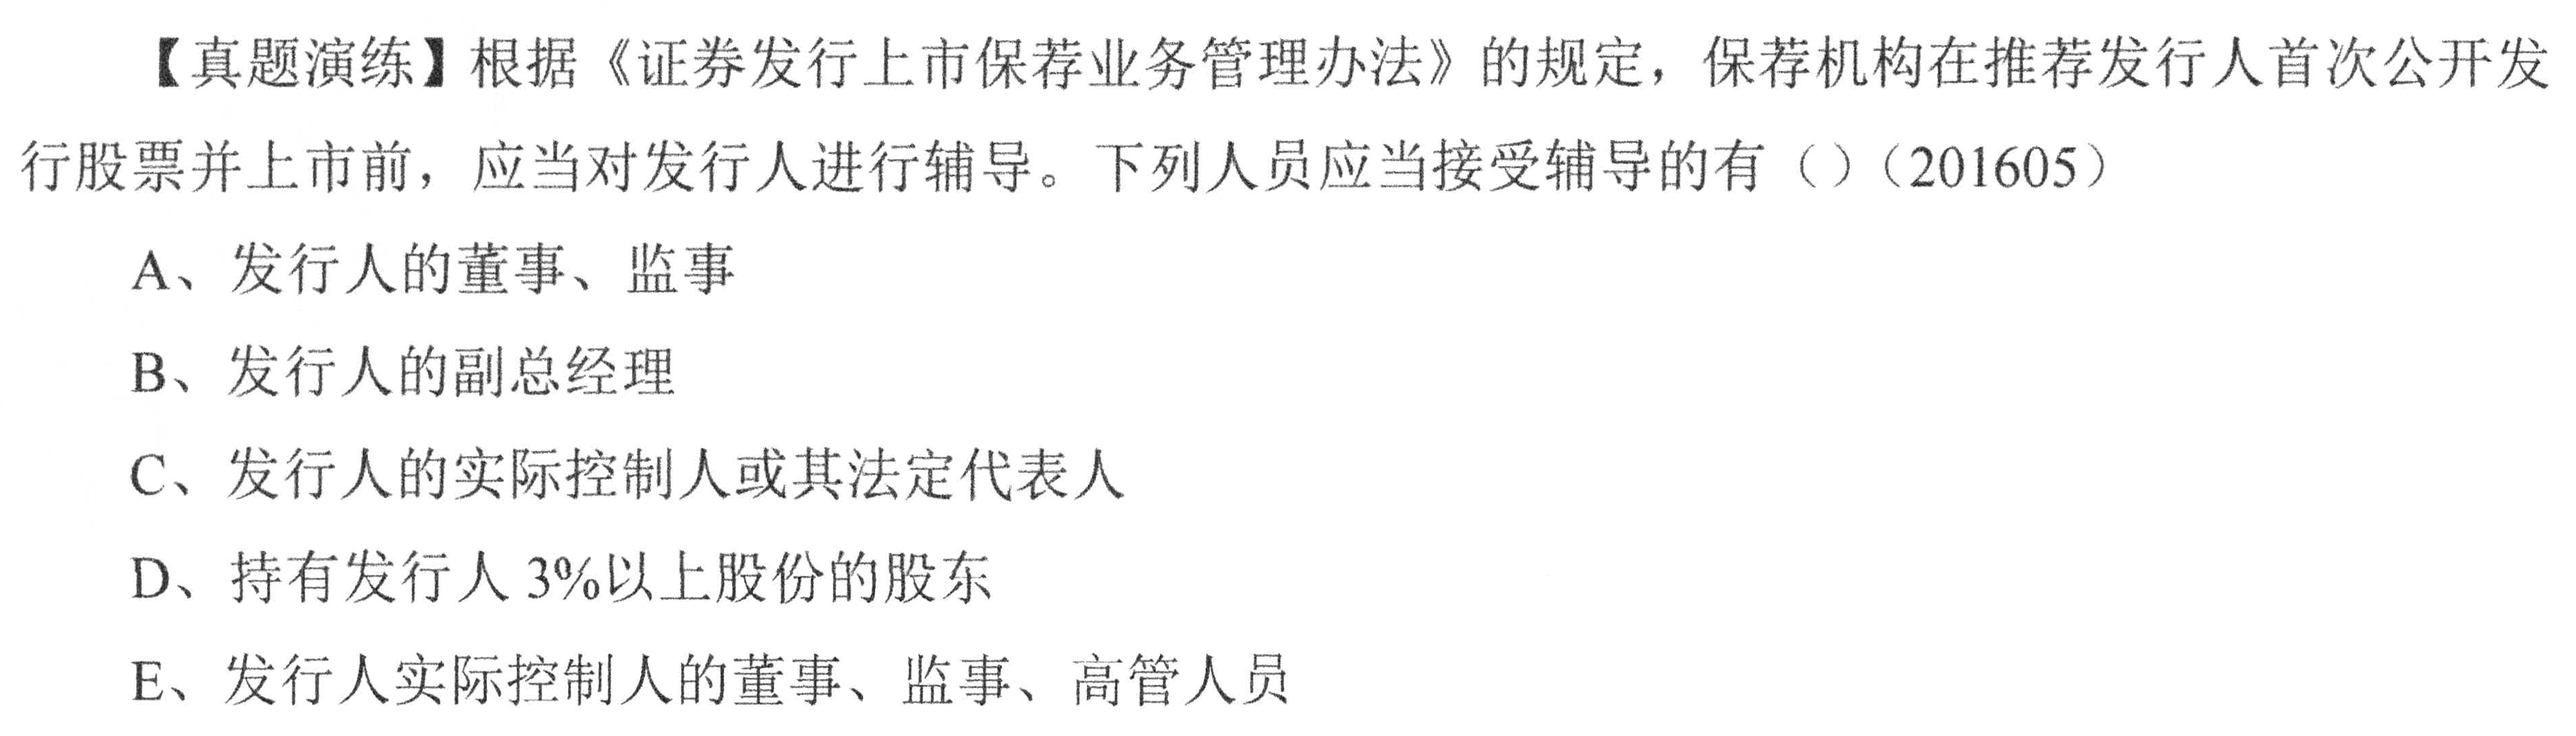 【真题演练】根据《证券发行上市保荐业务管理办法》的规定，保荐机构在推荐发行人首次公开发
行股票并上市前，应当对发行人进行辅导。下列人员应当接受辅导的有（）（201605）
A、发行人的董事、监事
B、发行人的副总经理
C、发行人的实际控制人或其法定代表人
D、持有发行人 3%以上股份的股东
E、发行人实际控制人的董事、监事、高管人员